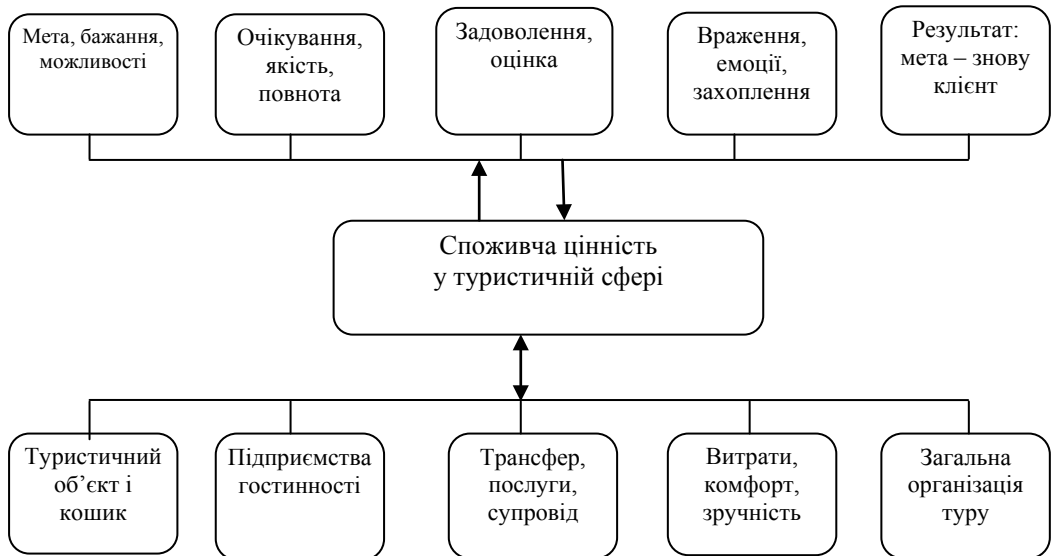 Мета, бажання,
можливості
Очікування,
якість,
повнота
Задоволення,
оцінка
Враження,
емоції,
захоплення
Результат:
мета – знову
клієнт
Споживча цінність
у туристичній сфері
Туристичний
об’єкт і
кошик
Підприємства
гостинності
Трансфер,
послуги,
супровід
Витрати,
комфорт,
зручність
Загальна
організація
туру